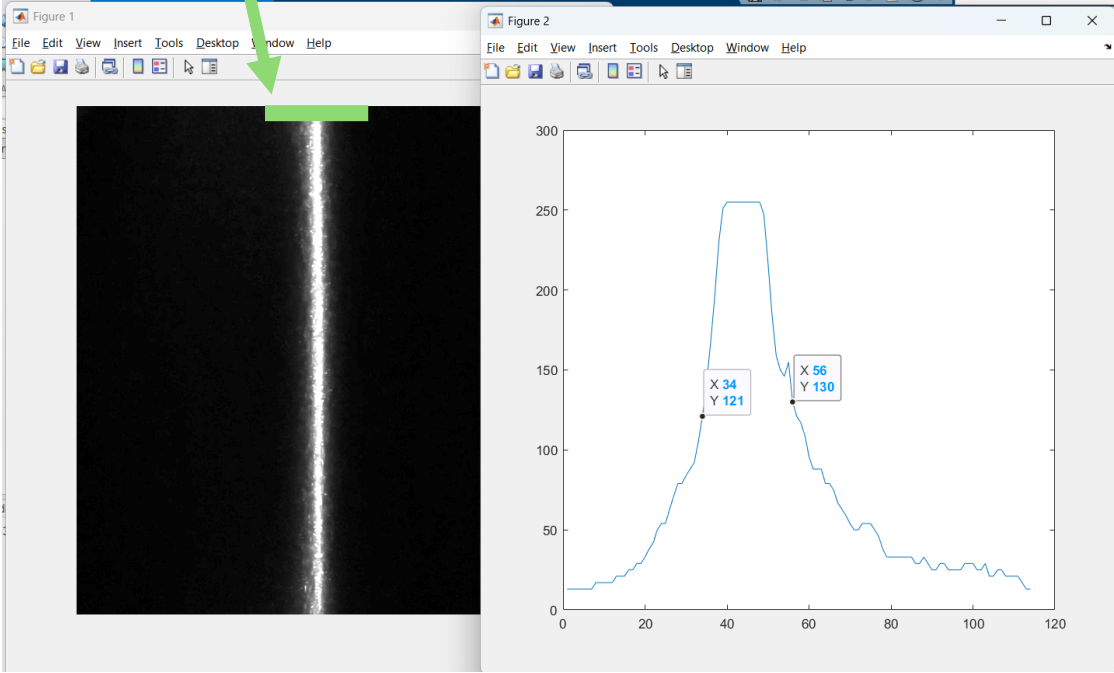 Figure 1
File Edit View Insert Tools Desktop Window Help
Figure 2
File Edit View Insert Tools Desktop Window Help
300
250
200
150
100
50
0
0 20 40 60 80 100 120
X 34
Y 121
X 56
Y 130